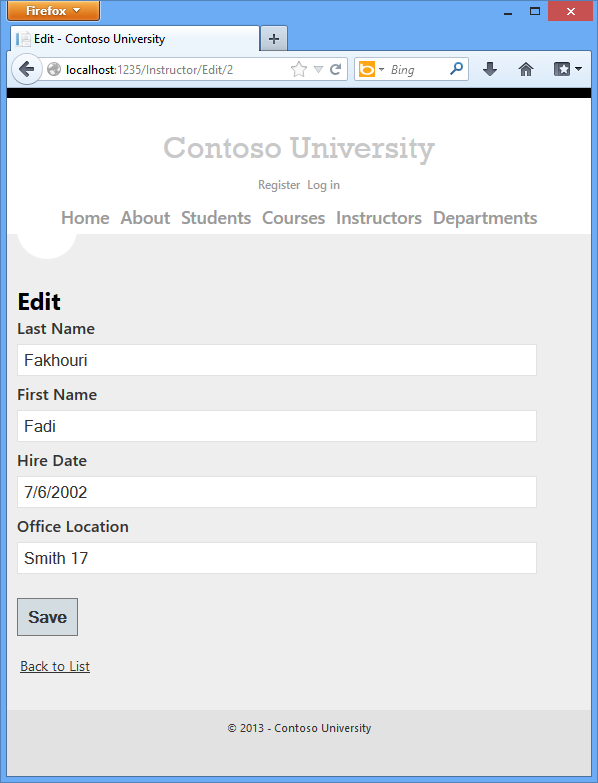 Firefox
Edit - Contoso University
localhost:1235/Instructor/Edit/2
Bing
Contoso University
Register Log in
Home About Students Courses Instructors Departments
Edit
Last Name
Fakhouri
First Name
Fadi
Hire Date
7/6/2002
Office Location
Smith 17
Save
Back to List
© 2013 - Contoso University